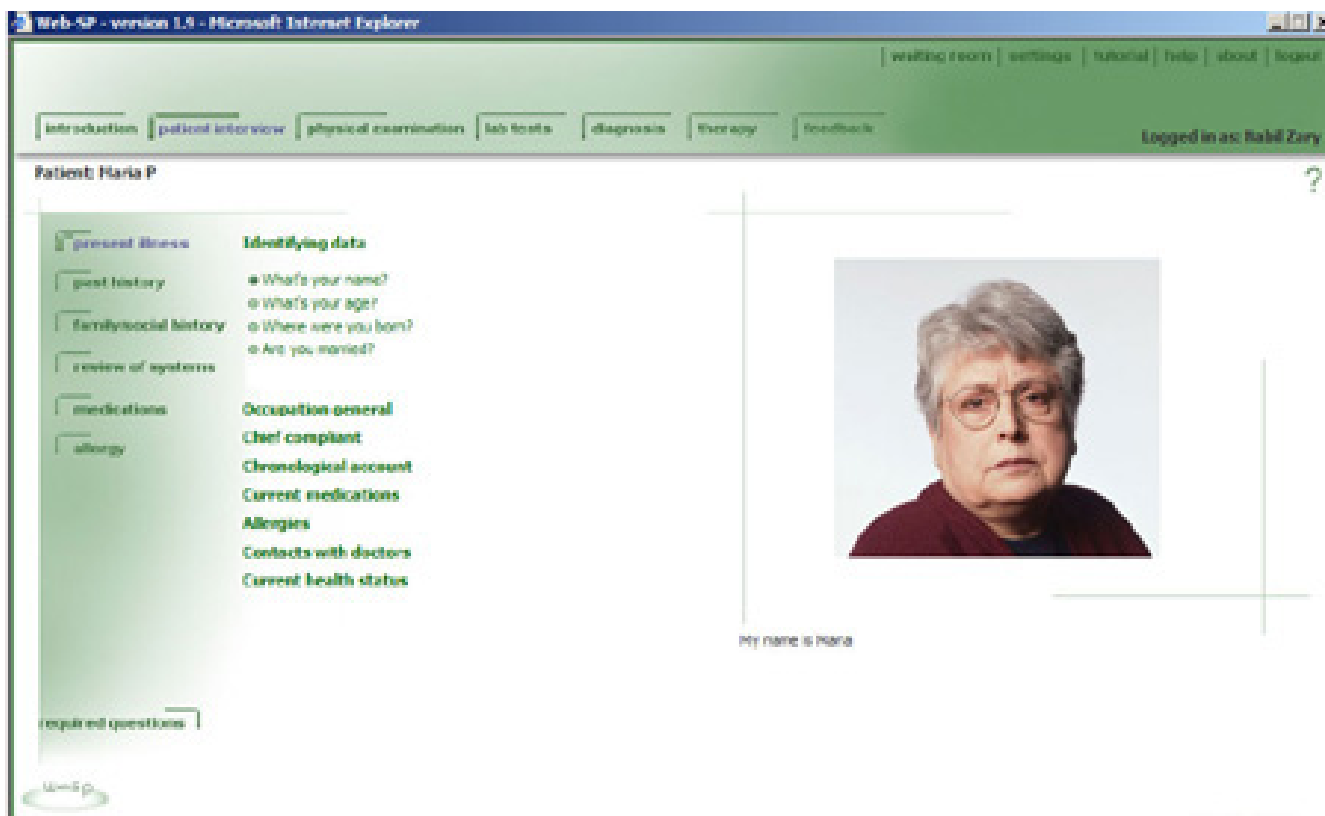 Web-SP - version 1.5 - Microsoft Internet Explorer
waiting room | settings | tutorial | help | about | logout
introduction patient interview physical examination lab tests diagnosis therapy feedback
Logged in as: Nabil Zary
Patient: Maria P
?
present illness
past history
family/social history
review of systems
medications
allergy
Identifying data
What's your name?
What's your age?
Where were you born?
Are you married?
Occupation general
Chief compliant
Chronological account
Current medications
Allergies
Contacts with doctors
Current health status
My name is Maria
required questions
w-sp